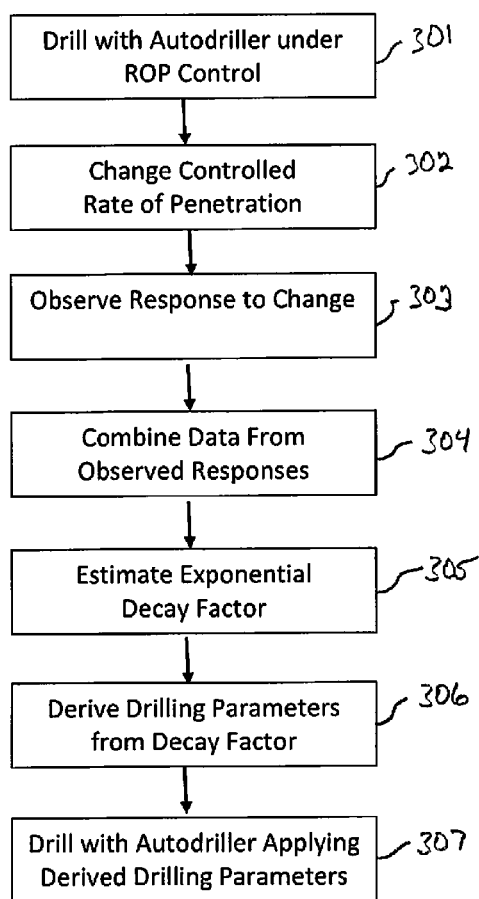 Drill with Autodriller under
ROP Control
301
Change Controlled
Rate of Penetration
302
Observe Response to Change
303
Combine Data From
Observed Responses
304
Estimate Exponential
Decay Factor
305
Derive Drilling Parameters
from Decay Factor
306
Drill with Autodriller Applying
Derived Drilling Parameters
307